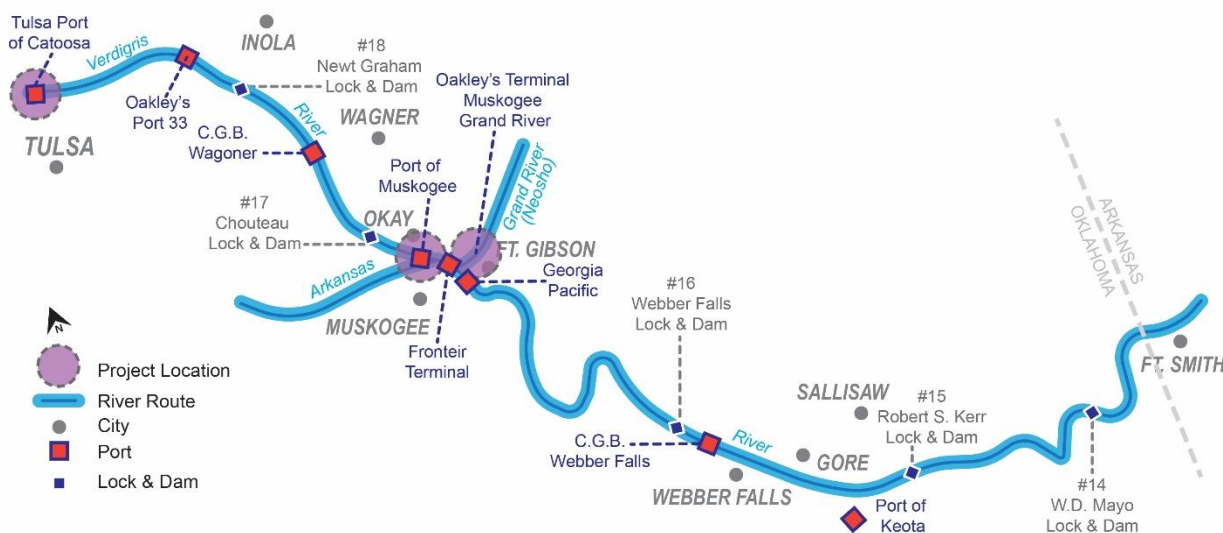 Tulsa Port
of Catoosa
Verdigris
INOLA
#18
Newt Graham
Lock & Dam
Oakley's Terminal
Muskogee
Grand River
Oakley's
Port 33
River
WAGNER
C.G.B.
Wagoner
TULSA
Port of
Muskogee
Grand River
(Neosho)
#17
Chouteau
Lock & Dam
OKAY
FT. GIBSON
Arkansas
Georgia
Pacific
MUSKOGEE
Fronteir
Terminal
#16
Webber Falls
Lock & Dam
ARKANSAS
OKLAHOMA
FT. SMITH
SALLISAW
#15
Robert S. Kerr
Lock & Dam
River
C.G.B.
Webber Falls
GORE
WEBBER FALLS
Port of
Keota
#14
W.D. Mayo
Lock & Dam
N
Project Location
River Route
City
Port
Lock & Dam